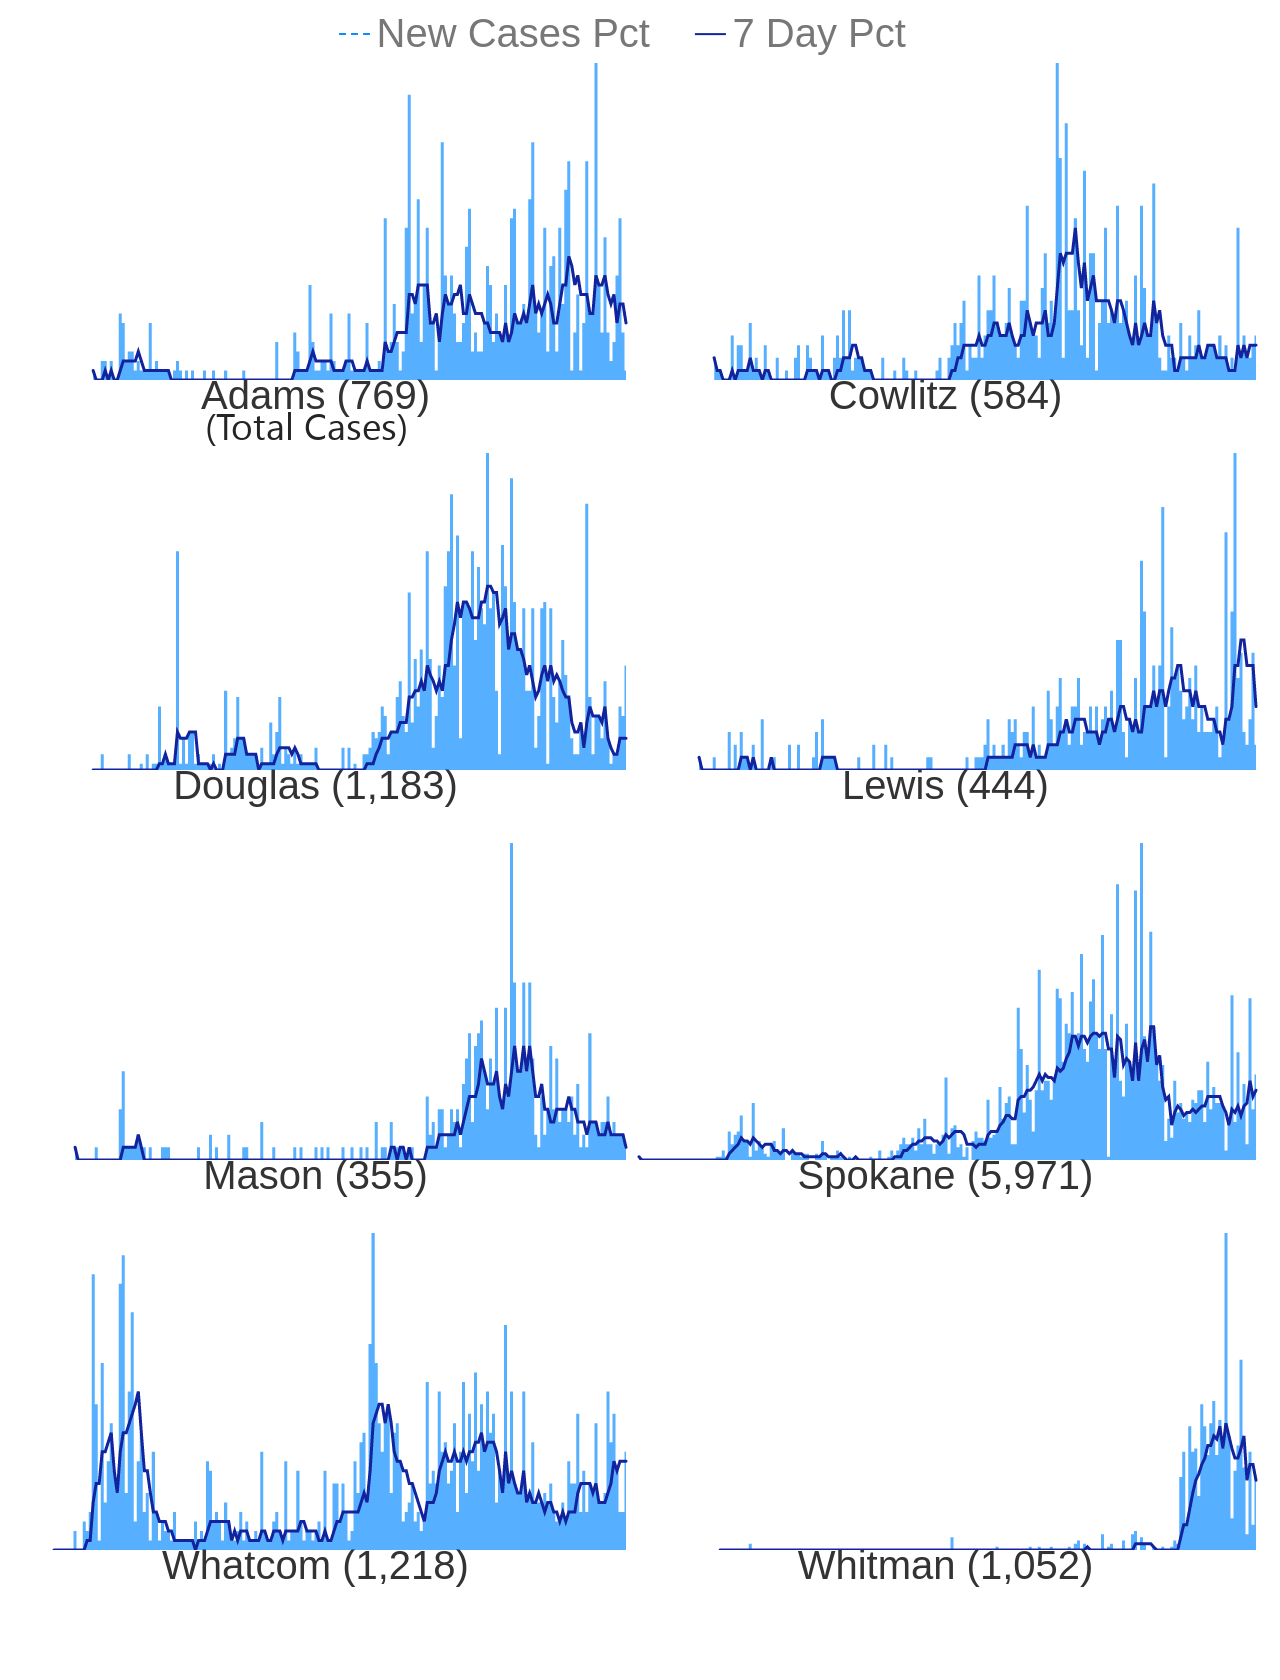 New Cases Pct 7 Day Pct
Adams (769) Cowlitz (584)
(Total Cases)
Douglas (1,183) Lewis (444)
Mason (355) Spokane (5,971)
Whatcom (1,218) Whitman (1,052)